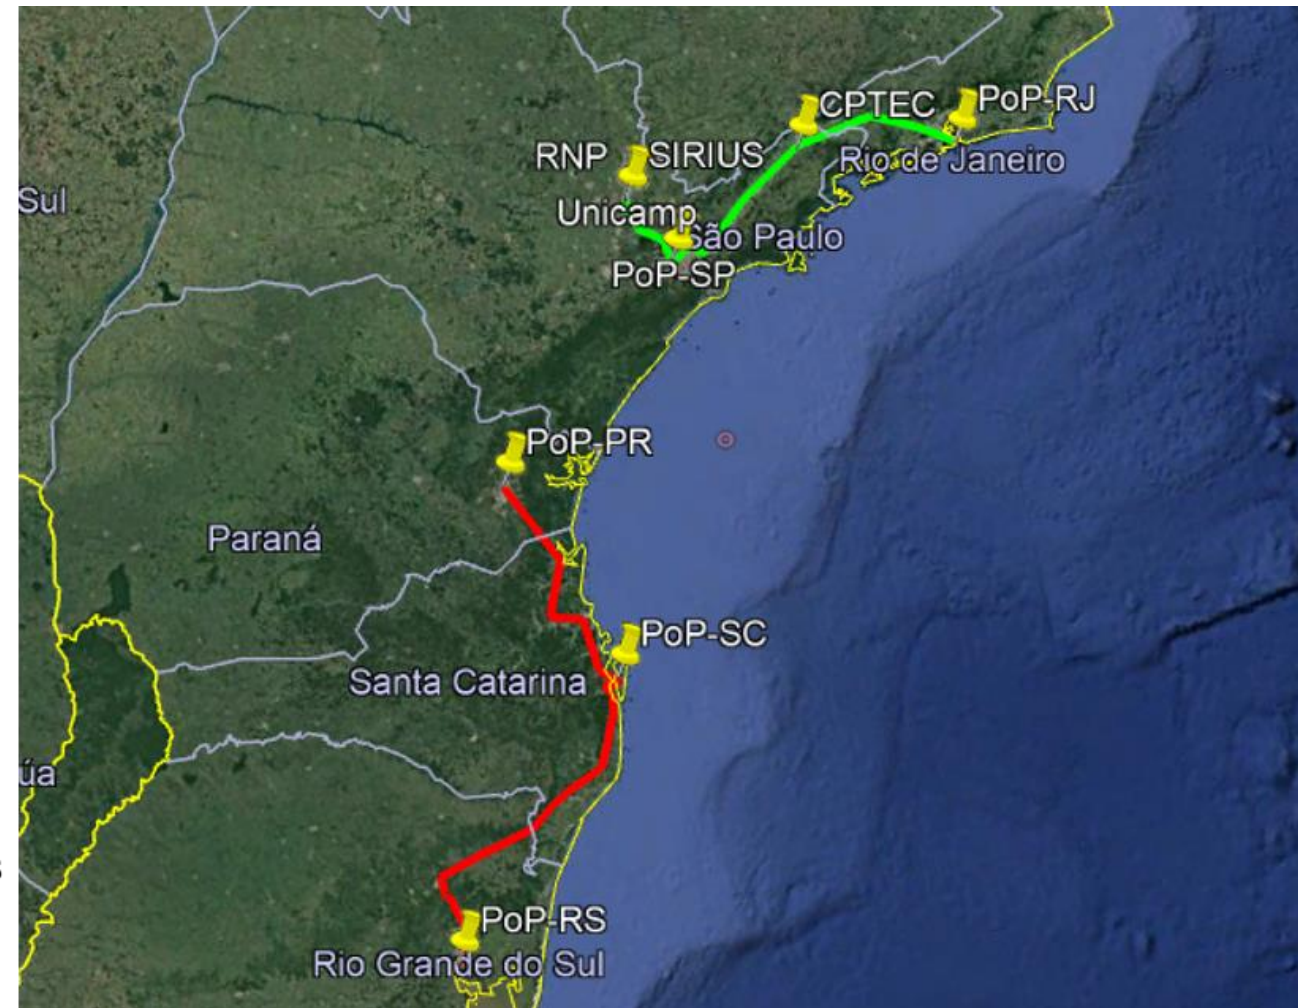 CPTEC
PoP-RJ
RNP
SIRIUS
Rio de Janeiro
Sul
Unicamp
São Paulo
PoP-SP
PoP-PR
Paraná
PoP-SC
Santa Catarina
úa
PoP-RS
Rio Grande do Sul